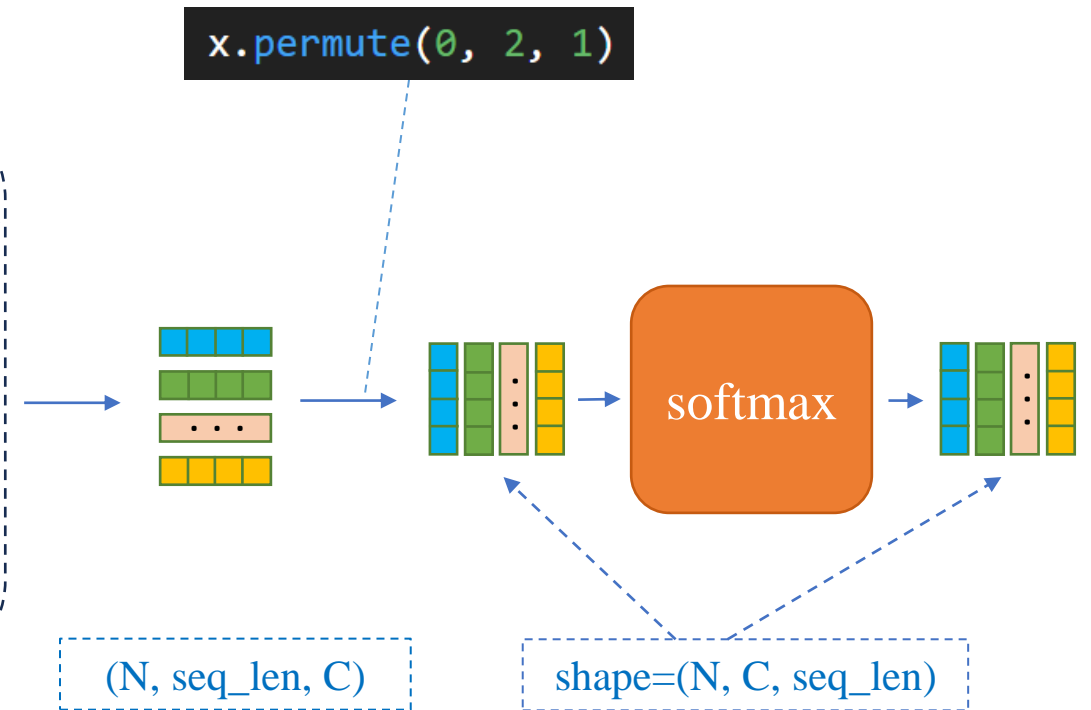 x.permute(0, 2, 1)
. . .
softmax
(N, seq_len, C)
shape=(N, C, seq_len)